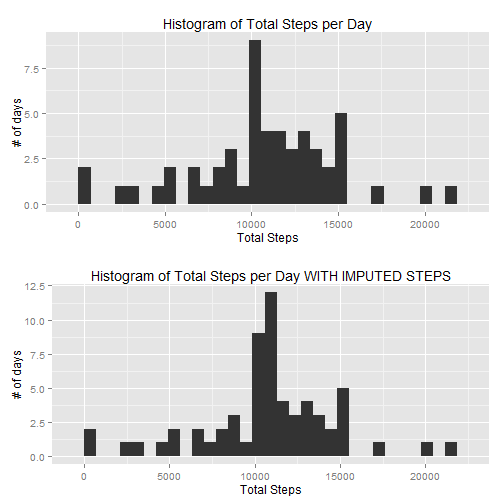 Histogram of Total Steps per Day
# of days
7.5
5.0
2.5
0.0
0 5000 10000 15000 20000
Total Steps
Histogram of Total Steps per Day WITH IMPUTED STEPS
# of days
12.5
10.0
7.5
5.0
2.5
0.0
0 5000 10000 15000 20000
Total Steps